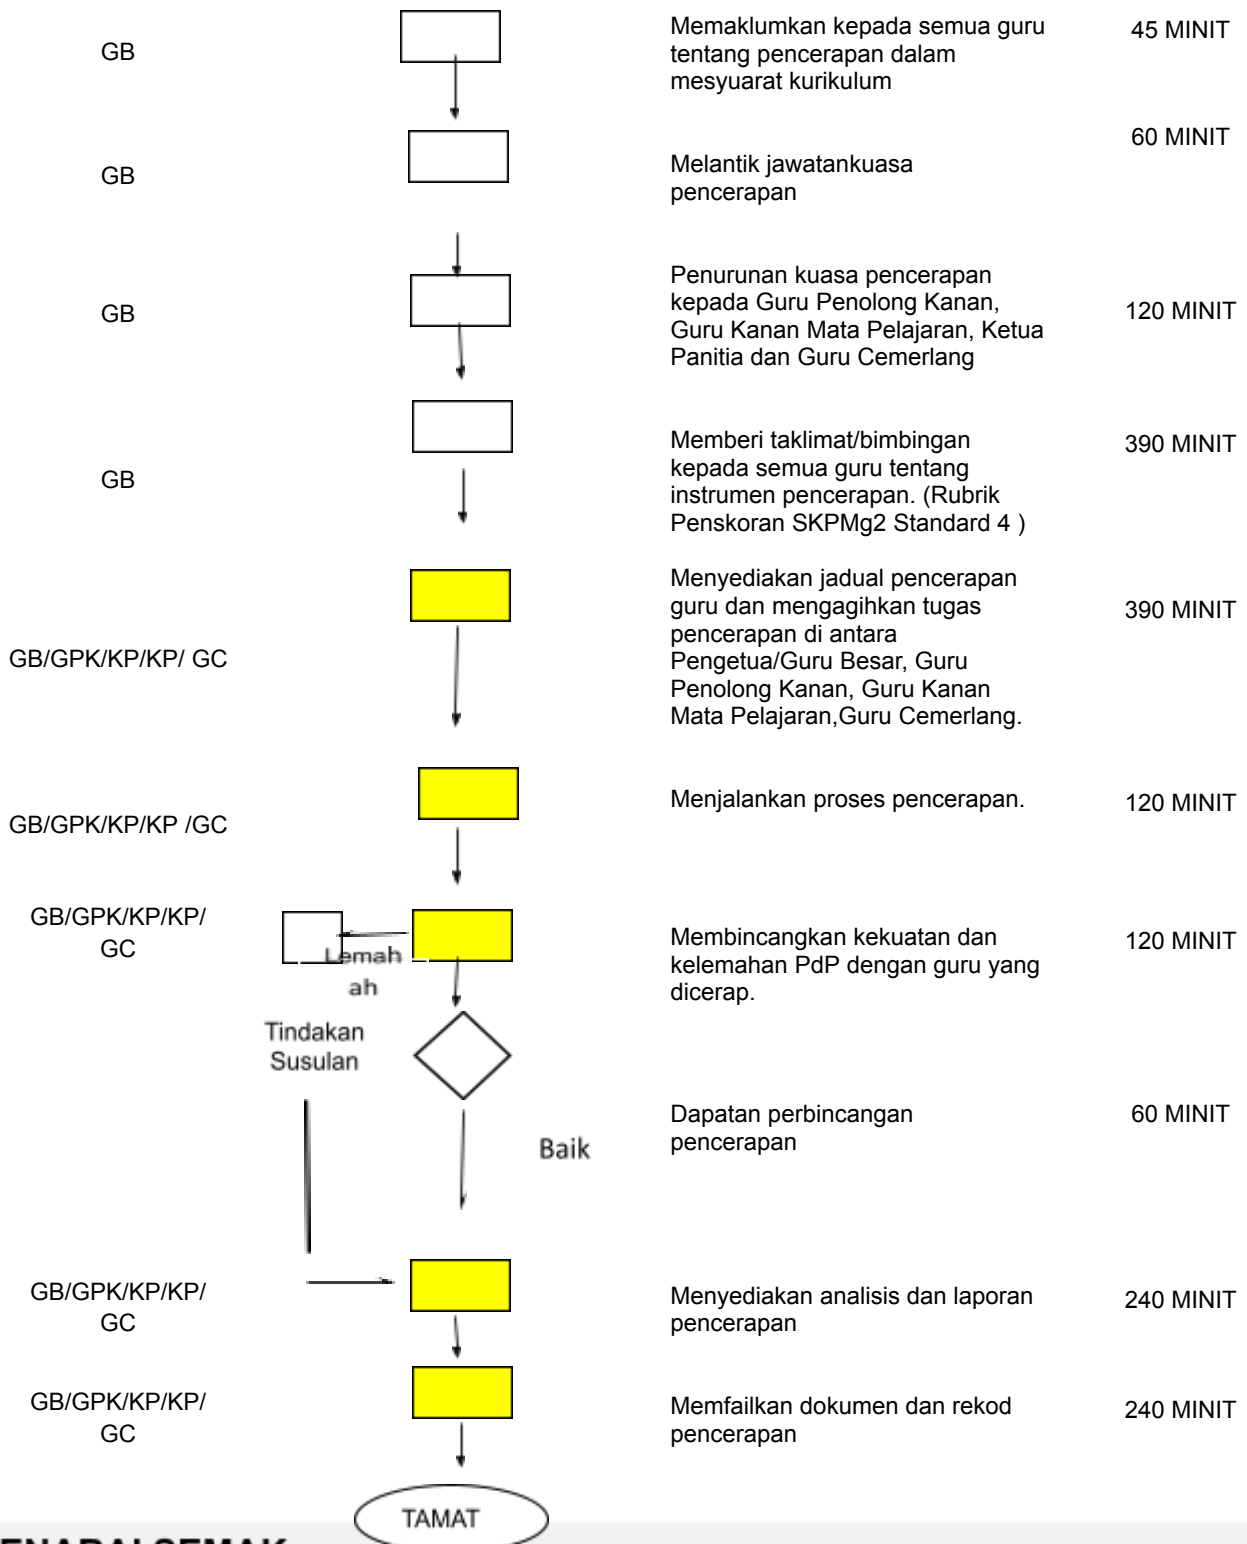 GB
Memaklumkan kepada semua guru
tentang pencerapan dalam
mesyuarat kurikulum
45 MINIT
GB
Melantik jawatankuasa
pencerapan
60 MINIT
GB
Penurunan kuasa pencerapan
kepada Guru Penolong Kanan,
Guru Kanan Mata Pelajaran, Ketua
Panitia dan Guru Cemerlang
120 MINIT
GB
Memberi taklimat/bimbingan
kepada semua guru tentang
instrumen pencerapan. (Rubrik
Penskoran SKPMg2 Standard 4 )
390 MINIT
GB/GPK/KP/KP/ GC
Menyediakan jadual pencerapan
guru dan mengagihkan tugas
pencerapan di antara
Pengetua/Guru Besar, Guru
Penolong Kanan, Guru Kanan
Mata Pelajaran,Guru Cemerlang.
390 MINIT
GB/GPK/KP/KP /GC
Menjalankan proses pencerapan.
120 MINIT
GB/GPK/KP/KP/
GC
Lemah
ah
Tindakan
Susulan
Membincangkan kekuatan dan
kelemahan PdP dengan guru yang
dicerap.
120 MINIT
Baik
Dapatan perbincangan
pencerapan
60 MINIT
GB/GPK/KP/KP/
GC
Menyediakan analisis dan laporan
pencerapan
240 MINIT
GB/GPK/KP/KP/
GC
Memfailkan dokumen dan rekod
pencerapan
240 MINIT
TAMAT